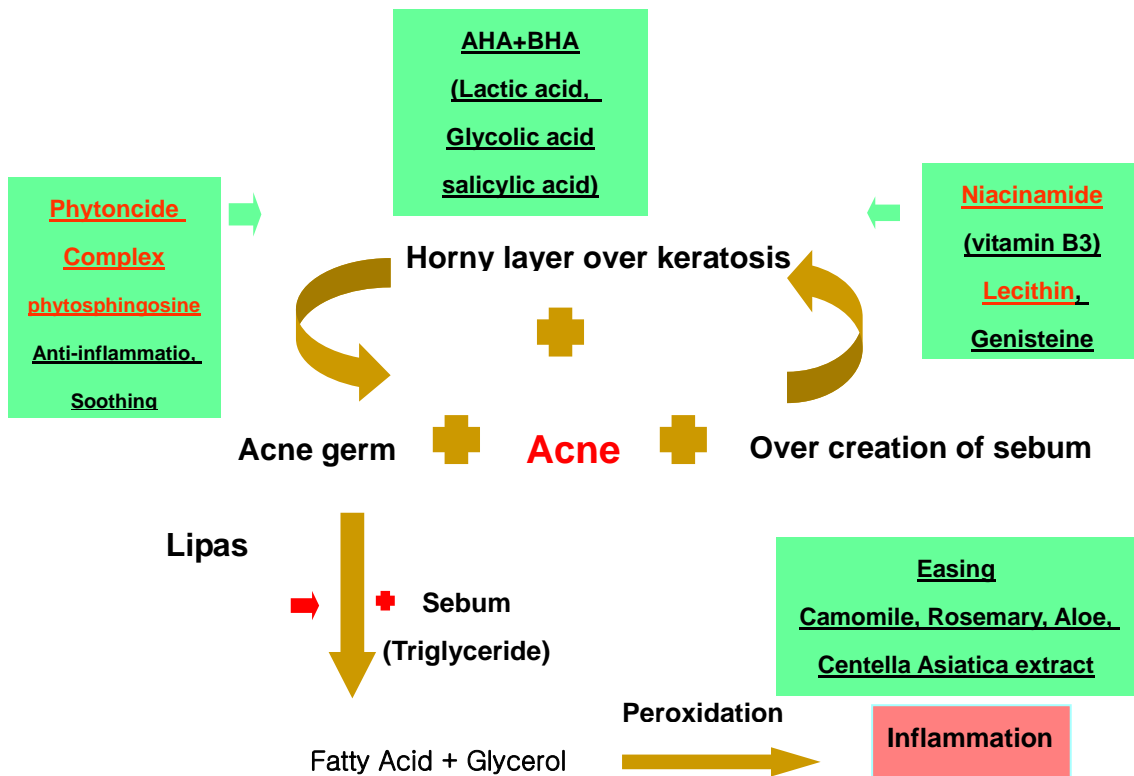 AHA+BHA
(Lactic acid,
Glycolic acid
salicylic acid)
Phytoncide
Complex
phytosphingosine
Anti-inflammatio,
Soothing
Niacinamide
(vitamin B3)
Lecithin,
Genisteine
Horny layer over keratosis
Acne germ
Acne
Over creation of sebum
Lipas
Sebum
(Triglyceride)
Easing
Camomile, Rosemary, Aloe,
Centella Asiatica extract
Peroxidation
Inflammation
Fatty Acid + Glycerol